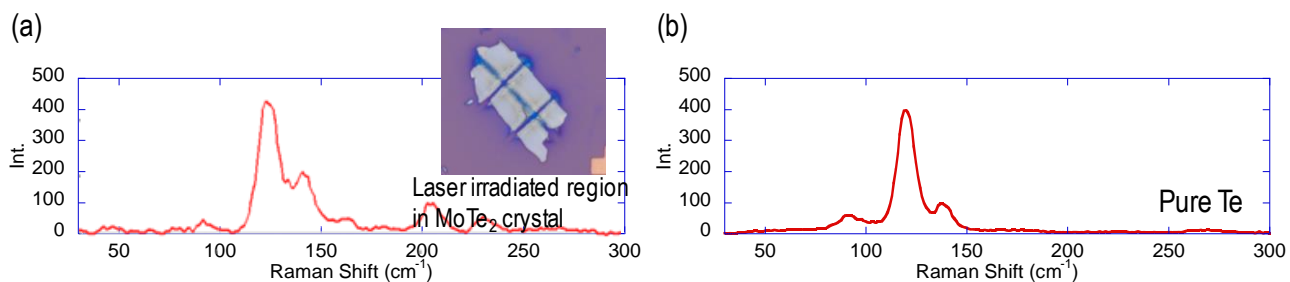 (a)
500
400
300
200
100
0
Int.
50
100
150
200
250
300
Raman Shift (cm⁻¹)
Laser irradiated region
in MoTe₂ crystal
(b)
500
400
300
200
100
0
Int.
50
100
150
200
250
300
Raman Shift (cm⁻¹)
Pure Te